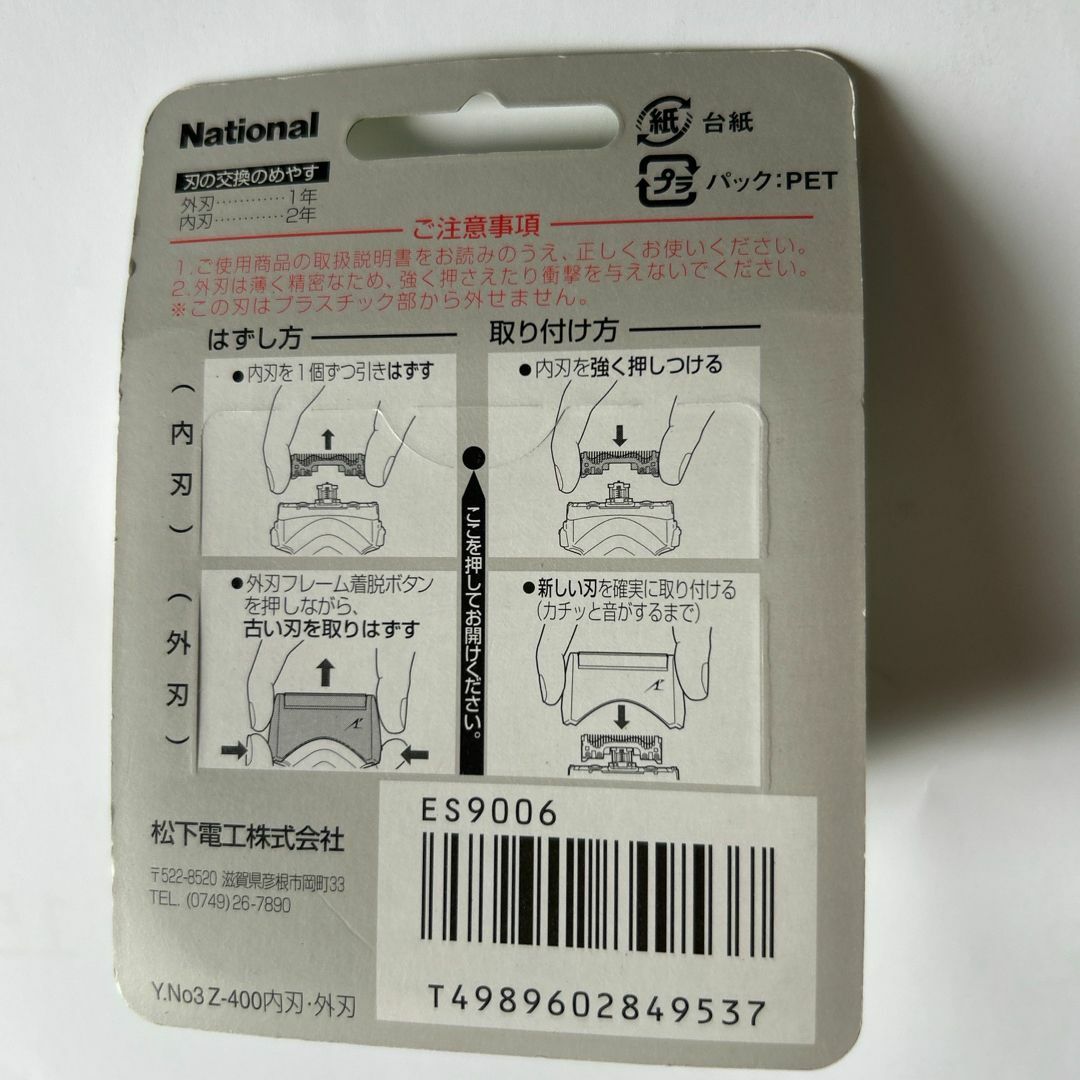 National
紙 台紙
プラ パック:PET
刃の交換のめやす
外刃…………1年
内刃…………2年
ご注意事項
1.ご使用商品の取扱説明書をお読みのうえ、正しくお使いください。
2.外刃は薄く精密なため、強く押さえたり衝撃を与えないでください。
※この刃はプラスチック部から外せません。
はずし方
取り付け方
(内刃)
●内刃を1個ずつ引きはずす
●内刃を強く押しつける
ここを押してお開けください。
(外刃)
●外刃フレーム着脱ボタン
を押しながら、
古い刃を取りはずす
●新しい刃を確実に取り付ける
(カチッと音がするまで)
松下電工株式会社
〒522-8520 滋賀県彦根市岡町33
TEL. (0749)26-7890
Y.No3 Z-400内刃・外刃
ES9006
T4989602849537